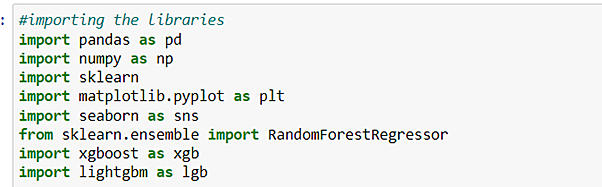 : #importing the libraries
import pandas as pd
import numpy as np
import sklearn
import matplotlib.pyplot as plt
import seaborn as sns
from sklearn.ensemble import RandomForestRegressor
import xgboost as xgb
import lightgbm as lgb